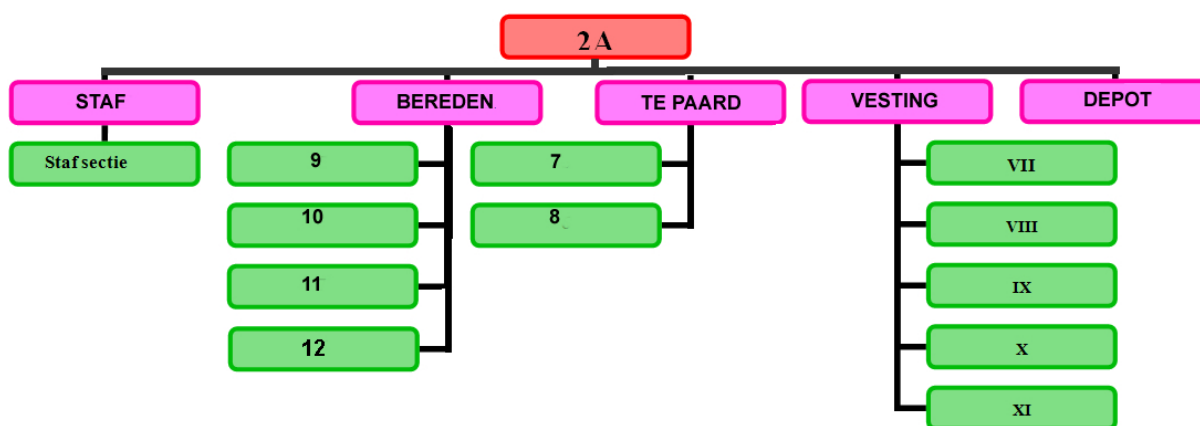 2 A
STAF
BEREDEN
TE PAARD
VESTING
DEPOT
Staf sectie
9
10
11
12
7
8
VII
VIII
IX
X
XI